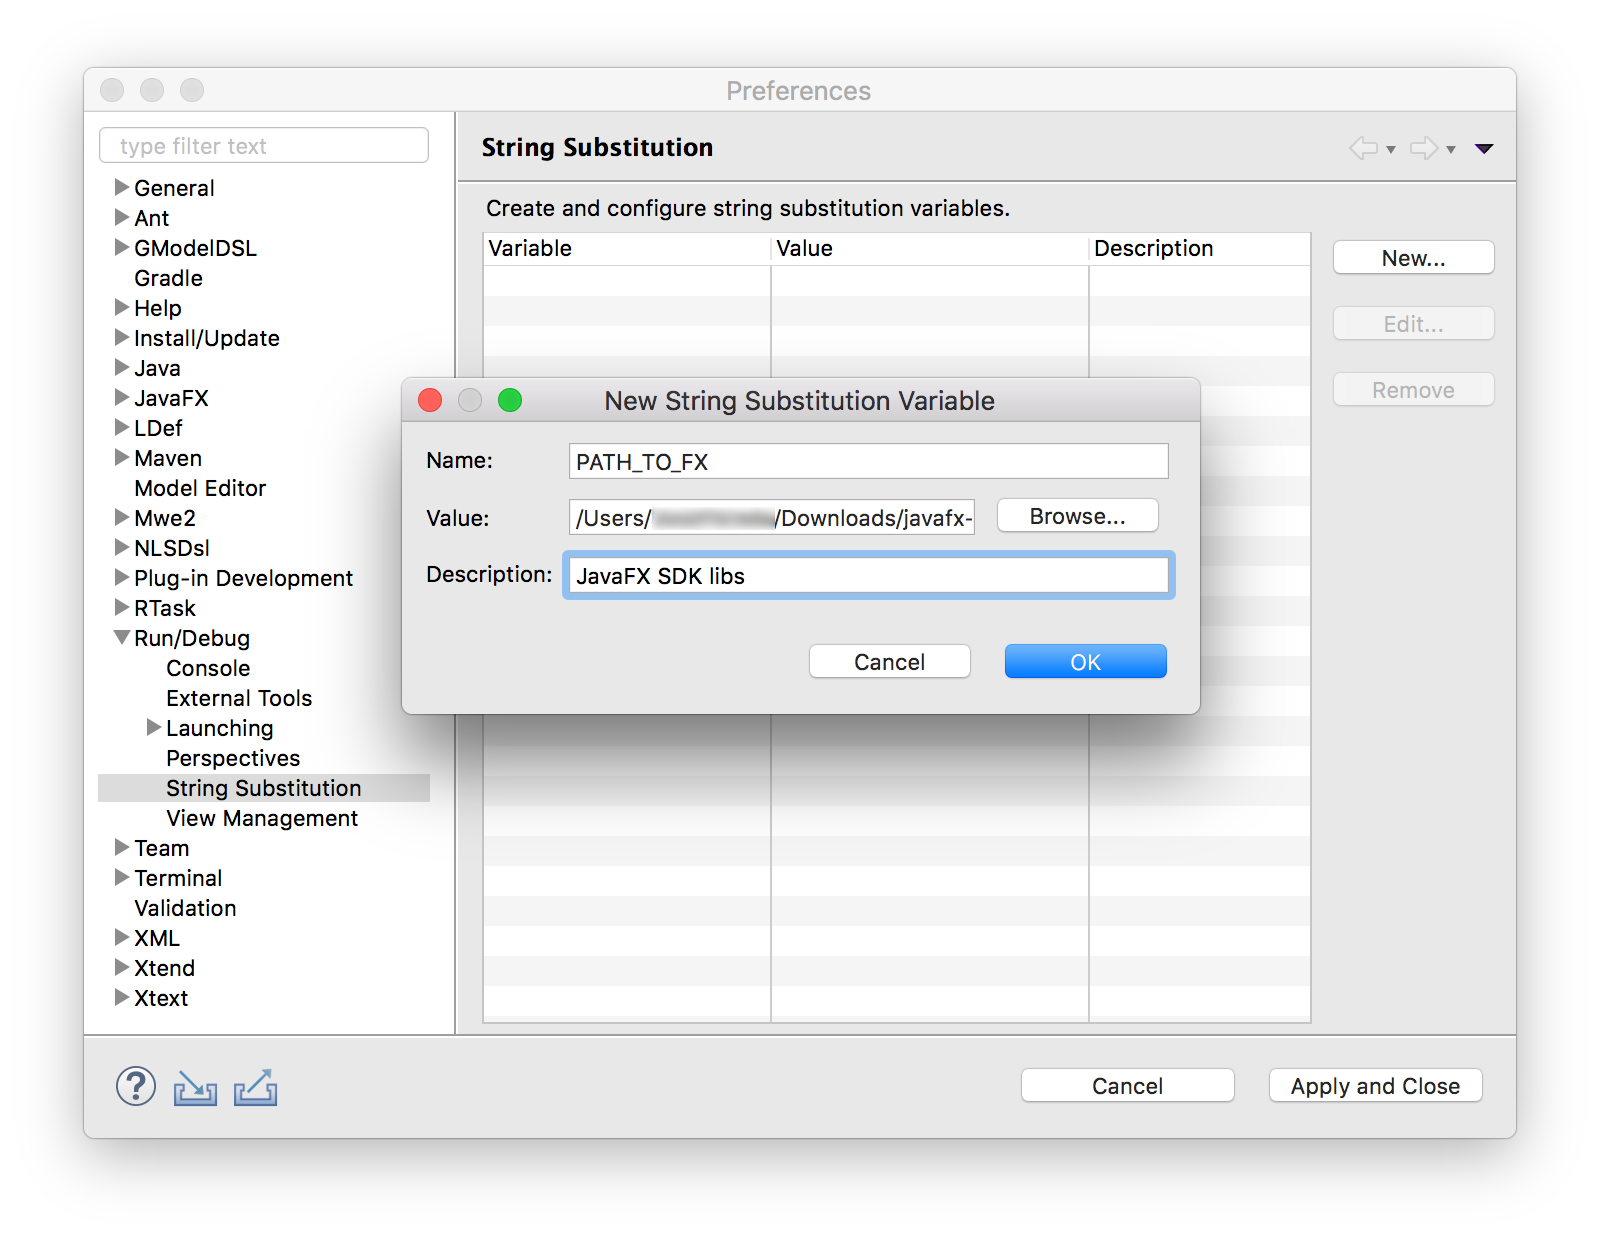 Preferences
type filter text
General
Ant
GModelDSL
Gradle
Help
Install/Update
Java
JavaFX
LDef
Maven
Model Editor
Mwe2
NLSDsl
Plug-in Development
RTask
Run/Debug
Console
External Tools
Launching
Perspectives
String Substitution
View Management
Team
Terminal
Validation
XML
Xtend
Xtext
String Substitution
Create and configure string substitution variables.
Variable Value Description
New...
Edit...
Remove
New String Substitution Variable
Name: PATH_TO_FX
Value: /Users/ /Downloads/javafx- Browse...
Description: JavaFX SDK libs
Cancel OK
? Cancel Apply and Close